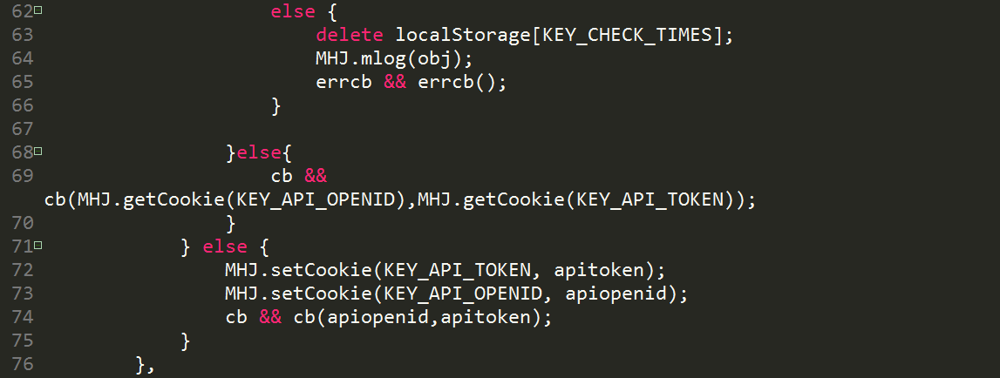 62 else {
63 delete localStorage[KEY_CHECK_TIMES];
64 MHJ.mlog(obj);
65 errcb && errcb();
66 }
67
68 }else{
69 cb &&
cb(MHJ.getCookie(KEY_API_OPENID),MHJ.getCookie(KEY_API_TOKEN));
70 }
71 } else {
72 MHJ.setCookie(KEY_API_TOKEN, apitoken);
73 MHJ.setCookie(KEY_API_OPENID, apiopenid);
74 cb && cb(apiopenid,apitoken);
75 }
76 },